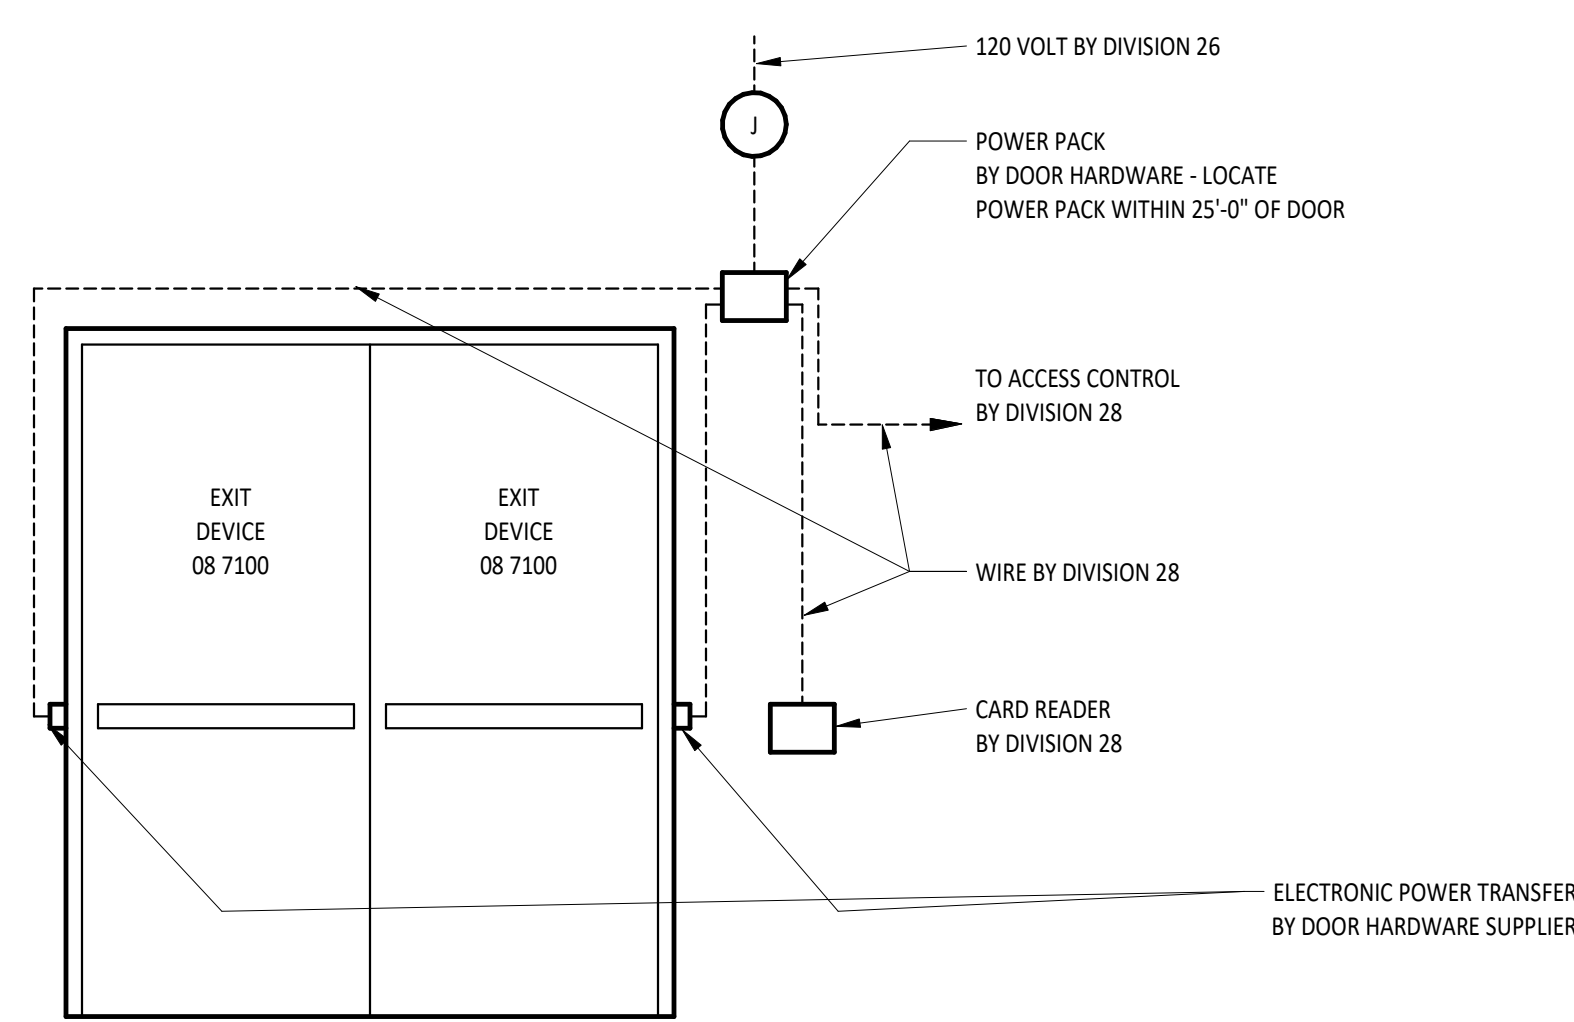 120 VOLT BY DIVISION 26
J
POWER PACK
BY DOOR HARDWARE - LOCATE
POWER PACK WITHIN 25'-0" OF DOOR
TO ACCESS CONTROL
BY DIVISION 28
EXIT
DEVICE
08 7100
EXIT
DEVICE
08 7100
WIRE BY DIVISION 28
CARD READER
BY DIVISION 28
ELECTRONIC POWER TRANSFER
BY DOOR HARDWARE SUPPLIER